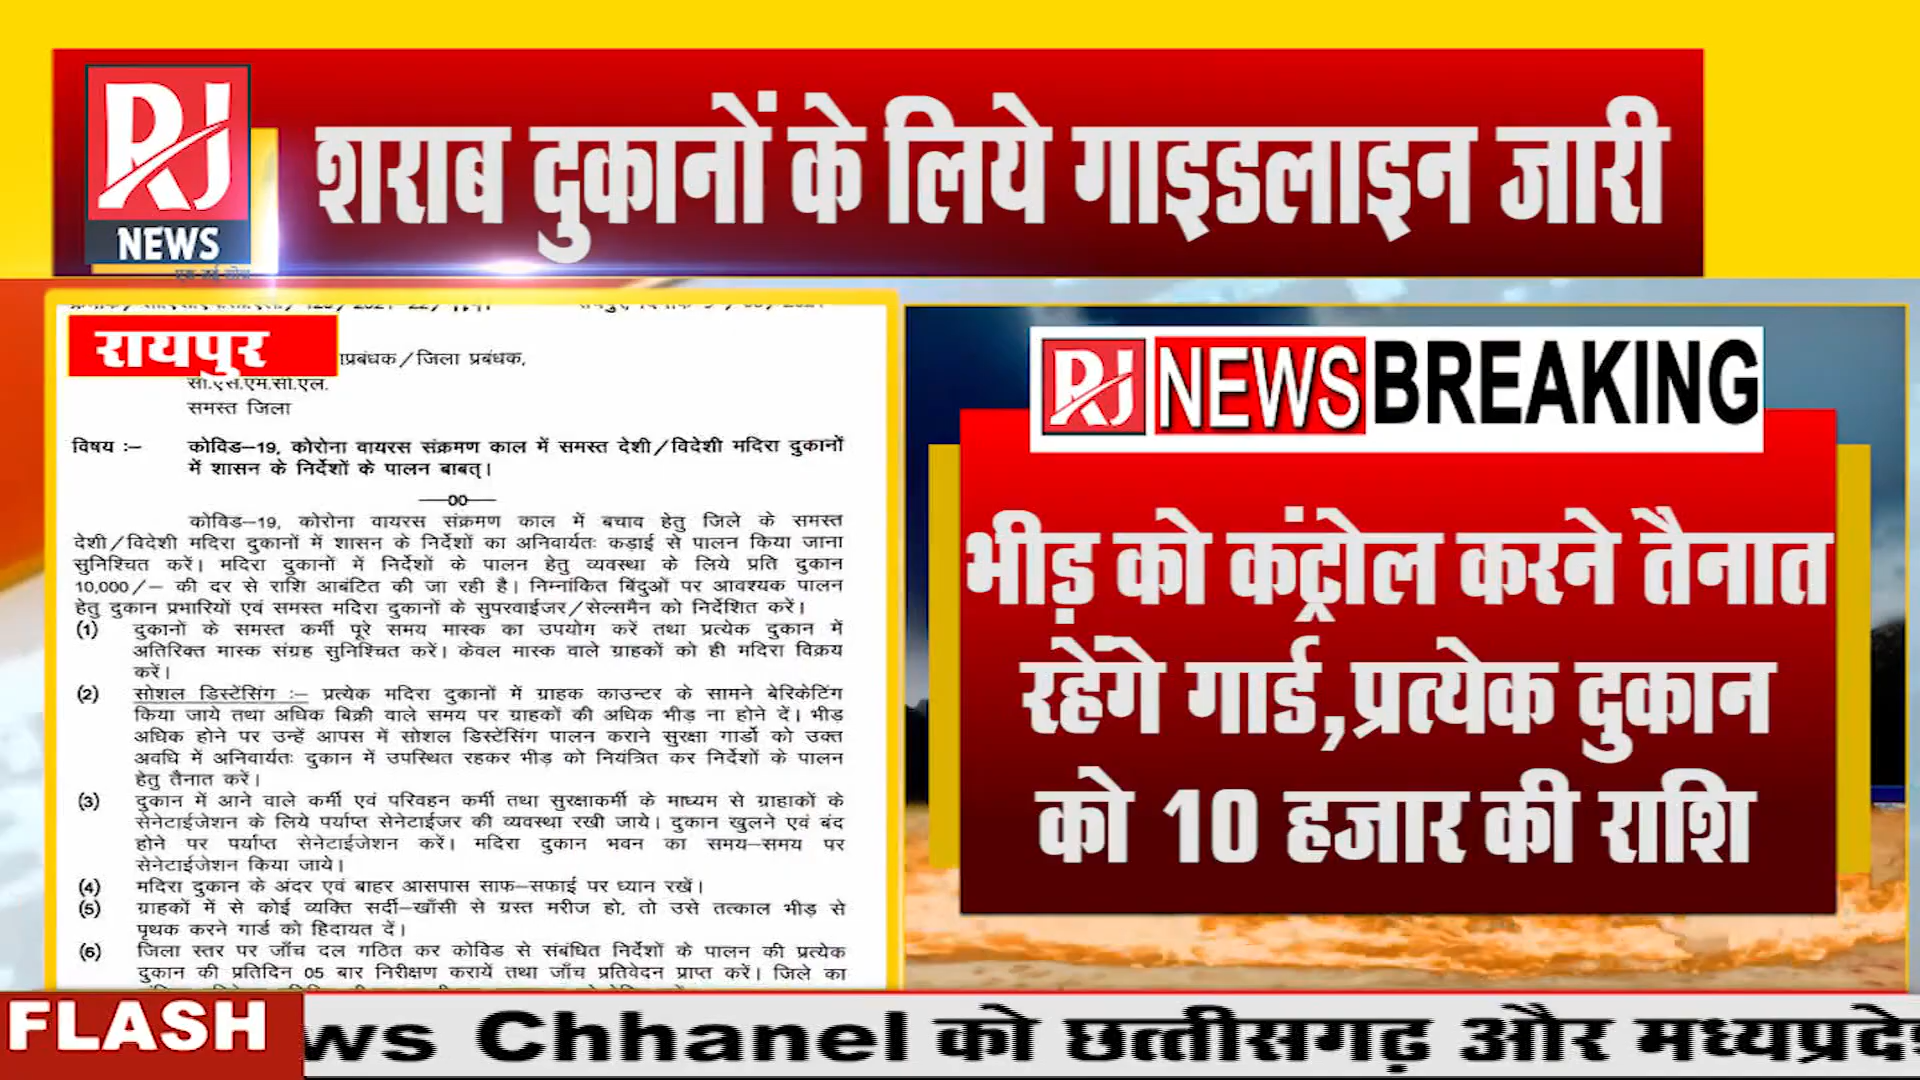 RJ
NEWS
शराब दुकानों के लिये गाइडलाइन जारी
रायपुर
प्रबंधक/जिला प्रबंधक,
सी.एस.एम.सी.एल.
समस्त जिला
विषय :– कोविड–19, कोरोना वायरस संक्रमण काल में समस्त देशी/विदेशी मदिरा दुकानों
में शासन के निर्देशों के पालन बाबत्।
—00—
कोविड–19, कोरोना वायरस संक्रमण काल में बचाव हेतु जिले के समस्त
देशी/विदेशी मदिरा दुकानों में शासन के निर्देशों का अनिवार्यतः कड़ाई से पालन किया जाना
सुनिश्चित करें। मदिरा दुकानों में निर्देशों के पालन हेतु व्यवस्था के लिये प्रति दुकान
10,000/– की दर से राशि आबंटित की जा रही है। निम्नांकित बिंदुओं पर आवश्यक पालन
हेतु दुकान प्रभारियों एवं समस्त मदिरा दुकानों के सुपरवाईजर/सेल्समैन को निर्देशित करें।
(1) दुकानों के समस्त कर्मी पूरे समय मास्क का उपयोग करें तथा प्रत्येक दुकान में
अतिरिक्त मास्क संग्रह सुनिश्चित करें। केवल मास्क वाले ग्राहकों को ही मदिरा विक्रय
करें।
(2) सोशल डिस्टेंसिंग :– प्रत्येक मदिरा दुकानों में ग्राहक काउन्टर के सामने बेरिकेटिंग
किया जाये तथा अधिक बिक्री वाले समय पर ग्राहकों की अधिक भीड़ ना होने दें। भीड़
अधिक होने पर उन्हें आपस में सोशल डिस्टेंसिंग पालन कराने सुरक्षा गार्डो को उक्त
अवधि में अनिवार्यतः दुकान में उपस्थित रहकर भीड़ को नियंत्रित कर निर्देशों के पालन
हेतु तैनात करें।
(3) दुकान में आने वाले कर्मी एवं परिवहन कर्मी तथा सुरक्षाकर्मी के माध्यम से ग्राहाकों के
सेनेटाईजेशन के लिये पर्याप्त सेनेटाईजर की व्यवस्था रखी जाये। दुकान खुलने एवं बंद
होने पर पर्याप्त सेनेटाईजेशन करें। मदिरा दुकान भवन का समय–समय पर
सेनेटाईजेशन किया जाये।
(4) मदिरा दुकान के अंदर एवं बाहर आसपास साफ–सफाई पर ध्यान रखें।
(5) ग्राहकों में से कोई व्यक्ति सर्दी–खाँसी से ग्रस्त मरीज हो, तो उसे तत्काल भीड़ से
पृथक करने गार्ड को हिदायत दें।
(6) जिला स्तर पर जाँच दल गठित कर कोविड से संबंधित निर्देशों के पालन की प्रत्येक
दुकान की प्रतिदिन 05 बार निरीक्षण करायें तथा जाँच प्रतिवेदन प्राप्त करें। जिले का
RJ NEWS BREAKING
भीड़ को कंट्रोल करने तैनात
रहेंगे गार्ड,प्रत्येक दुकान
को 10 हजार की राशि
FLASH ws Chhanel को छत्तीसगढ़ और मध्यप्रदे